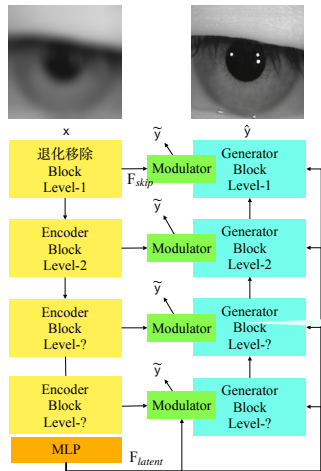 x
ŷ
退化移除
Block
Level-1
F_skip
ỹ
Modulator
Generator
Block
Level-1
Encoder
Block
Level-2
ỹ
Modulator
Generator
Block
Level-2
Encoder
Block
Level-?
ỹ
Modulator
Generator
Block
Level-?
Encoder
Block
Level-?
ỹ
Modulator
Generator
Block
Level-?
MLP
F_latent